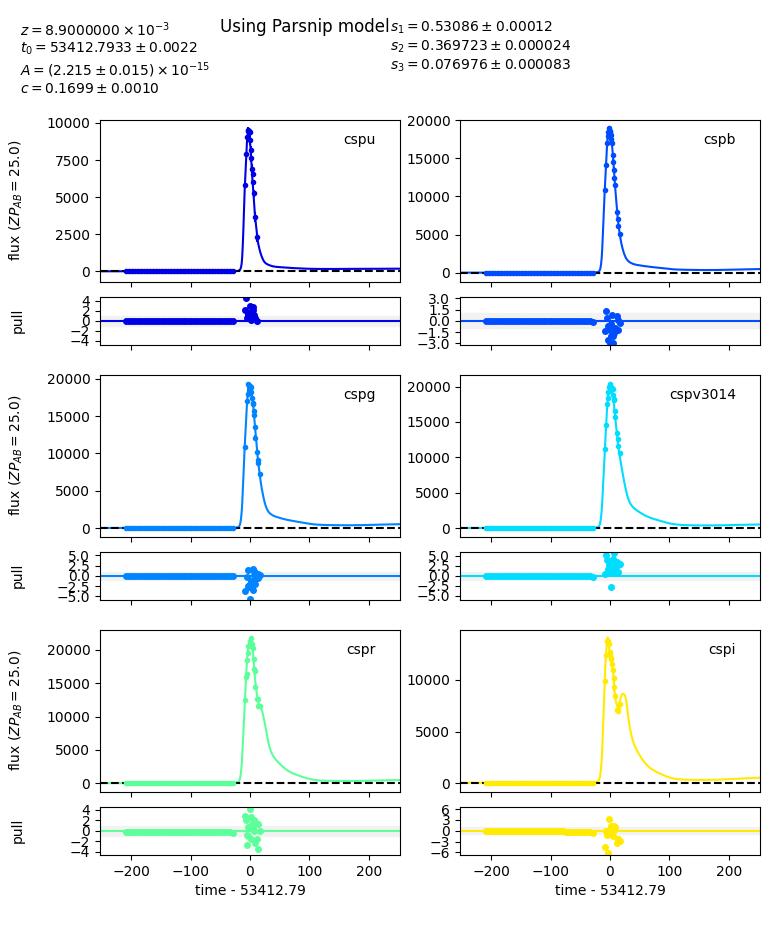 Using Parsnip model
z = 8.9000000 × 10⁻³
t₀ = 53412.7933 ± 0.0022
A = (2.215 ± 0.015) × 10⁻¹⁵
c = 0.1699 ± 0.0010
s₁ = 0.53086 ± 0.00012
s₂ = 0.369723 ± 0.000024
s₃ = 0.076976 ± 0.000083
flux (ZP_AB = 25.0)
10000
7500
5000
2500
0
cspu
20000
15000
10000
5000
0
cspb
pull
4
2
0
−2
−4
3.0
1.5
0.0
−1.5
−3.0
flux (ZP_AB = 25.0)
20000
15000
10000
5000
0
cspg
20000
15000
10000
5000
0
cspv3014
pull
5.0
2.5
0.0
−2.5
−5.0
5.0
2.5
0.0
−2.5
−5.0
flux (ZP_AB = 25.0)
20000
15000
10000
5000
0
cspr
10000
5000
0
cspi
pull
4
2
0
−2
−4
6
3
0
−3
−6
−200 −100 0 100 200
time - 53412.79
−200 −100 0 100 200
time - 53412.79